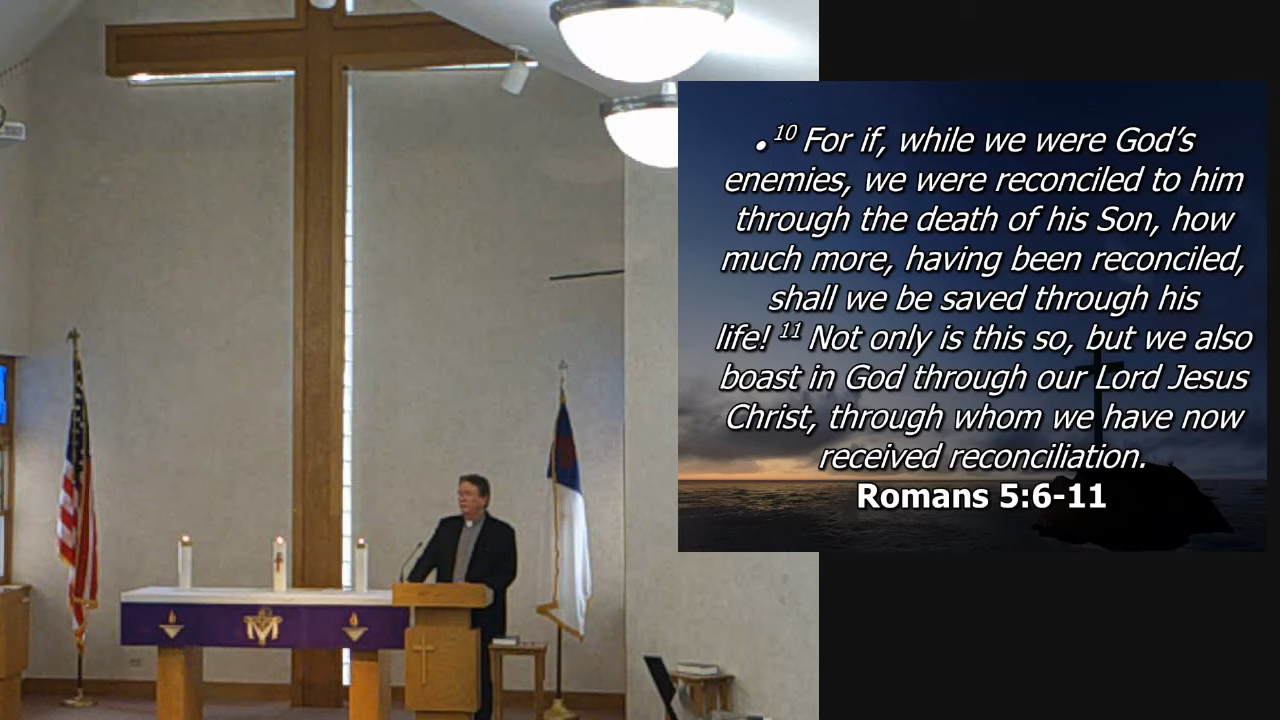 •¹⁰ For if, while we were God’s
enemies, we were reconciled to him
through the death of his Son, how
much more, having been reconciled,
shall we be saved through his
life! ¹¹ Not only is this so, but we also
boast in God through our Lord Jesus
Christ, through whom we have now
received reconciliation.
Romans 5:6-11